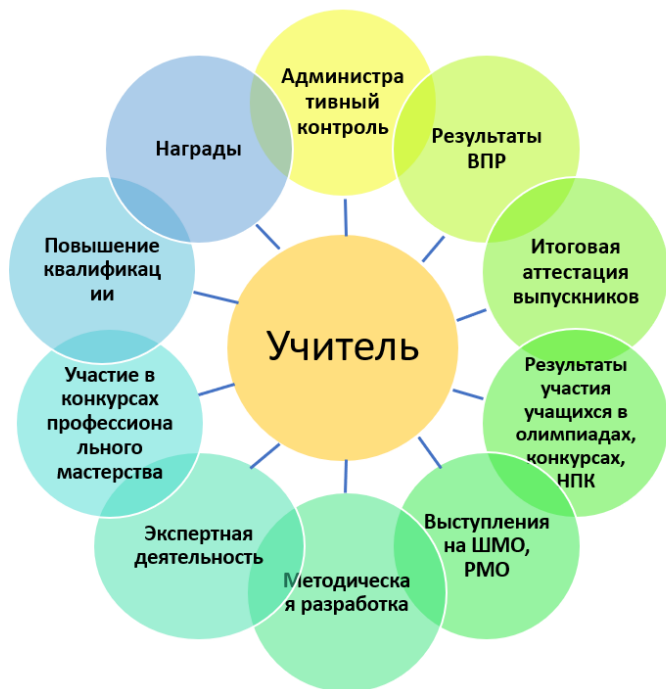 Администра
тивный
контроль
Результаты
ВПР
Итоговая
аттестация
выпускников
Результаты
участия
учащихся в
олимпиадах,
конкурсах,
НПК
Выступления
на ШМО,
РМО
Методическа
я разработка
Экспертная
деятельность
Участие в
конкурсах
профессиона
льного
мастерства
Повышение
квалификац
ии
Награды
Учитель